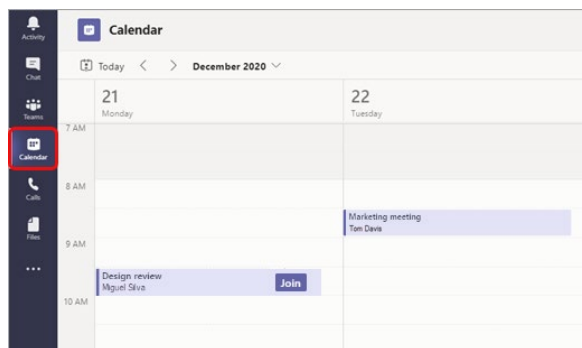 Activity
Chat
Teams
Calendar
Calls
Files
Calendar
Today
December 2020
21
Monday
22
Tuesday
7 AM
8 AM
9 AM
10 AM
Marketing meeting
Tom Davis
Design review
Miguel Silva
Join